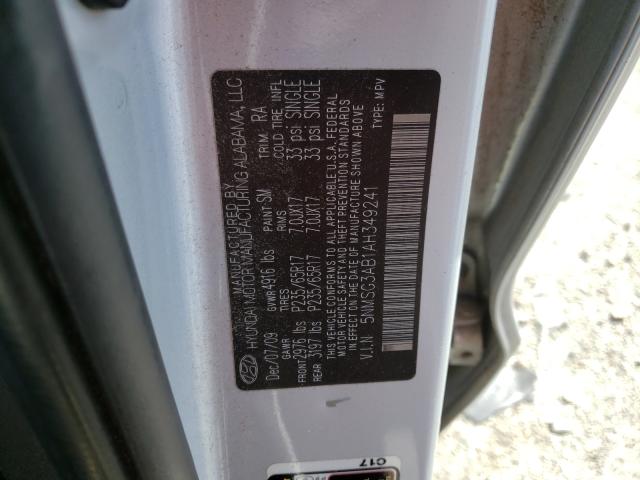 MANUFACTURED BY
HYUNDAI MOTOR MANUFACTURING ALABAMA, LLC
Dec/07/09 GVWR 4916 lbs PAINT-SM TRIM RA
GAWR TIRES RIMS COLD TIRE INFL
FRONT 2976 lbs P235/65R17 7.0JX17 33 psi SINGLE
REAR 3197 lbs P235/65R17 7.0JX17 33 psi SINGLE
THIS VEHICLE CONFORMS TO ALL APPLICABLE U.S.A. FEDERAL
MOTOR VEHICLE SAFETY AND THEFT PREVENTION STANDARDS
IN EFFECT ON THE DATE OF MANUFACTURE SHOWN ABOVE
V.I.N. 5NMSG3AB1AH349241 TYPE: MPV
C17